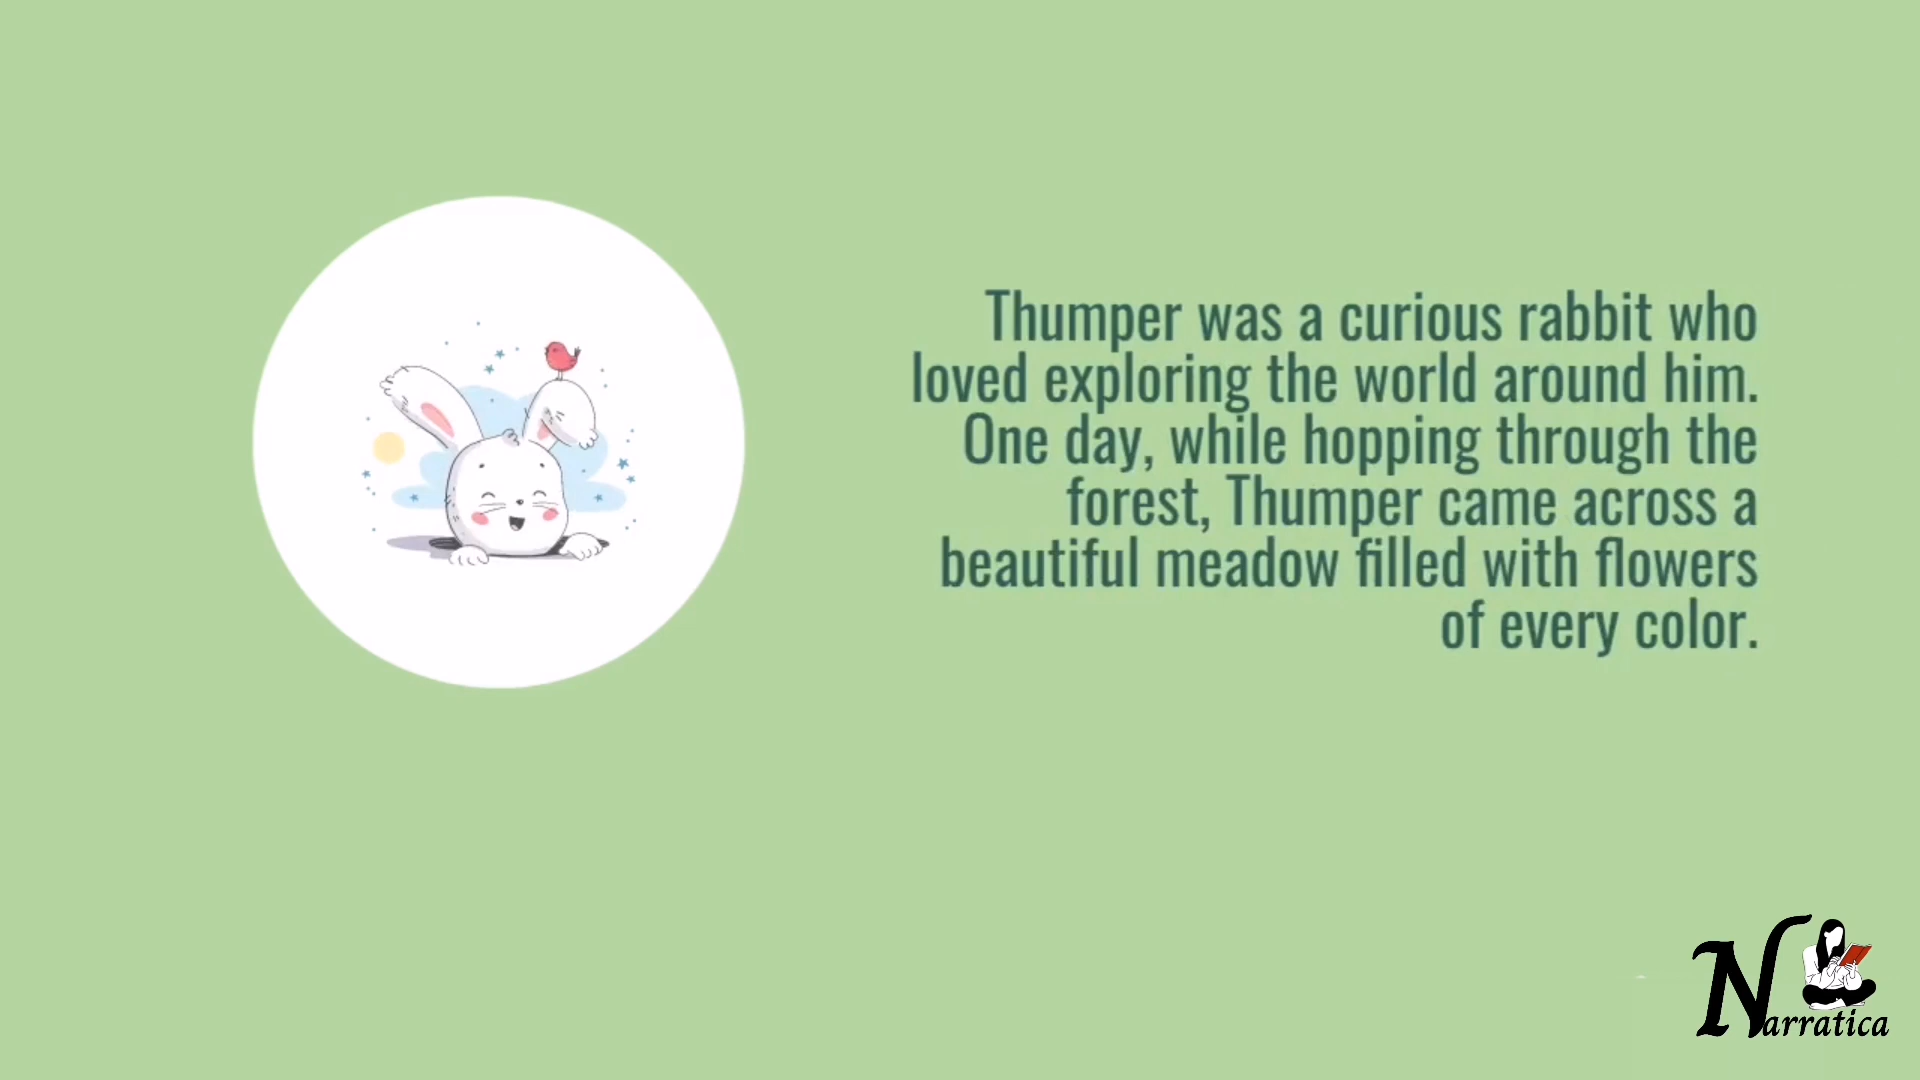 Thumper was a curious rabbit who
loved exploring the world around him.
One day, while hopping through the
forest, Thumper came across a
beautiful meadow filled with flowers
of every color.
Narratica